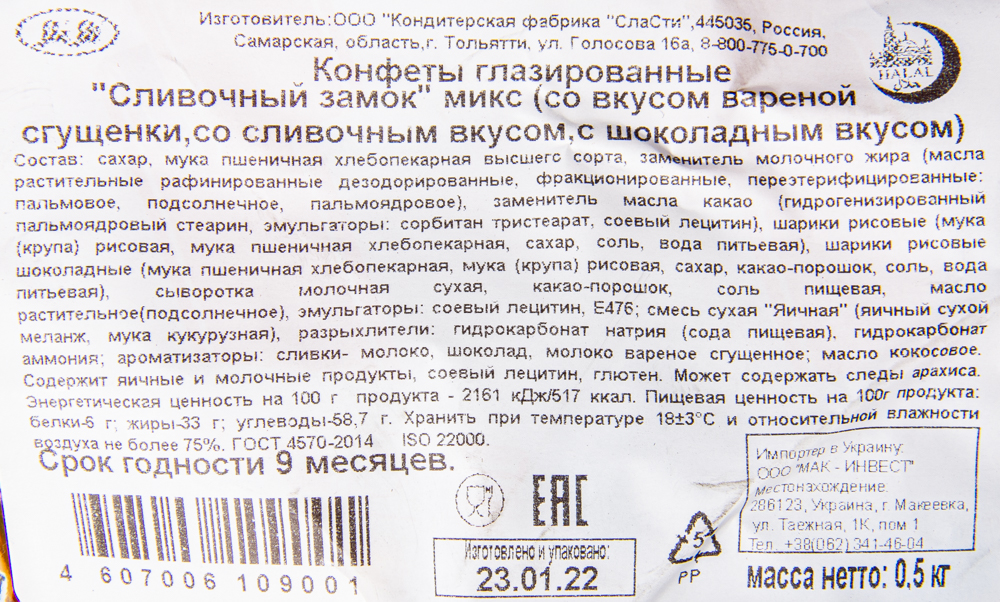 Изготовитель:ООО "Кондитерская фабрика "СлаСти",445035, Россия,
Самарская, область,г. Тольятти, ул. Голосова 16а, 8-800-775-0-700
HALAL
Конфеты глазированные
"Сливочный замок" микс (со вкусом вареной
сгущенки,со сливочным вкусом,с шоколадным вкусом)
Состав: сахар, мука пшеничная хлебопекарная высшего сорта, заменитель молочного жира (масла
растительные рафинированные дезодорированные, фракционированные, переэтерифицированные:
пальмовое, подсолнечное, пальмоядровое), заменитель масла какао (гидрогенизированный
пальмоядровый стеарин, эмульгаторы: сорбитан тристеарат, соевый лецитин), шарики рисовые (мука
(крупа) рисовая, мука пшеничная хлебопекарная, сахар, соль, вода питьевая), шарики рисовые
шоколадные (мука пшеничная хлебопекарная, мука (крупа) рисовая, сахар, какао-порошок, соль, вода
питьевая), сыворотка молочная сухая, какао-порошок, соль пищевая, масло
растительное(подсолнечное), эмульгаторы: соевый лецитин, Е476; смесь сухая "Яичная" (яичный сухой
меланж, мука кукурузная), разрыхлители: гидрокарбонат натрия (сода пищевая), гидрокарбонат
аммония; ароматизаторы: сливки- молоко, шоколад, молоко вареное сгущенное; масло кокосовое.
Содержит яичные и молочные продукты, соевый лецитин, глютен. Может содержать следы арахиса.
Энергетическая ценность на 100 г продукта - 2161 кДж/517 ккал. Пищевая ценность на 100г продукта:
белки-6 г; жиры-33 г; углеводы-58,7 г. Хранить при температуре 18±3°С и относительной влажности
воздуха не более 75%. ГОСТ 4570-2014 ISO 22000.
Срок годности 9 месяцев.
Импортер в Украину:
ООО "МАК - ИНВЕСТ"
местонахождение:
286123, Украина, г. Макеевка,
ул. Таежная, 1К, пом 1
Тел. +38(062) 341-46-04
EAC
Изготовлено и упаковано:
23.01.22
5
PP
масса нетто: 0,5 кг
4 607006 109001